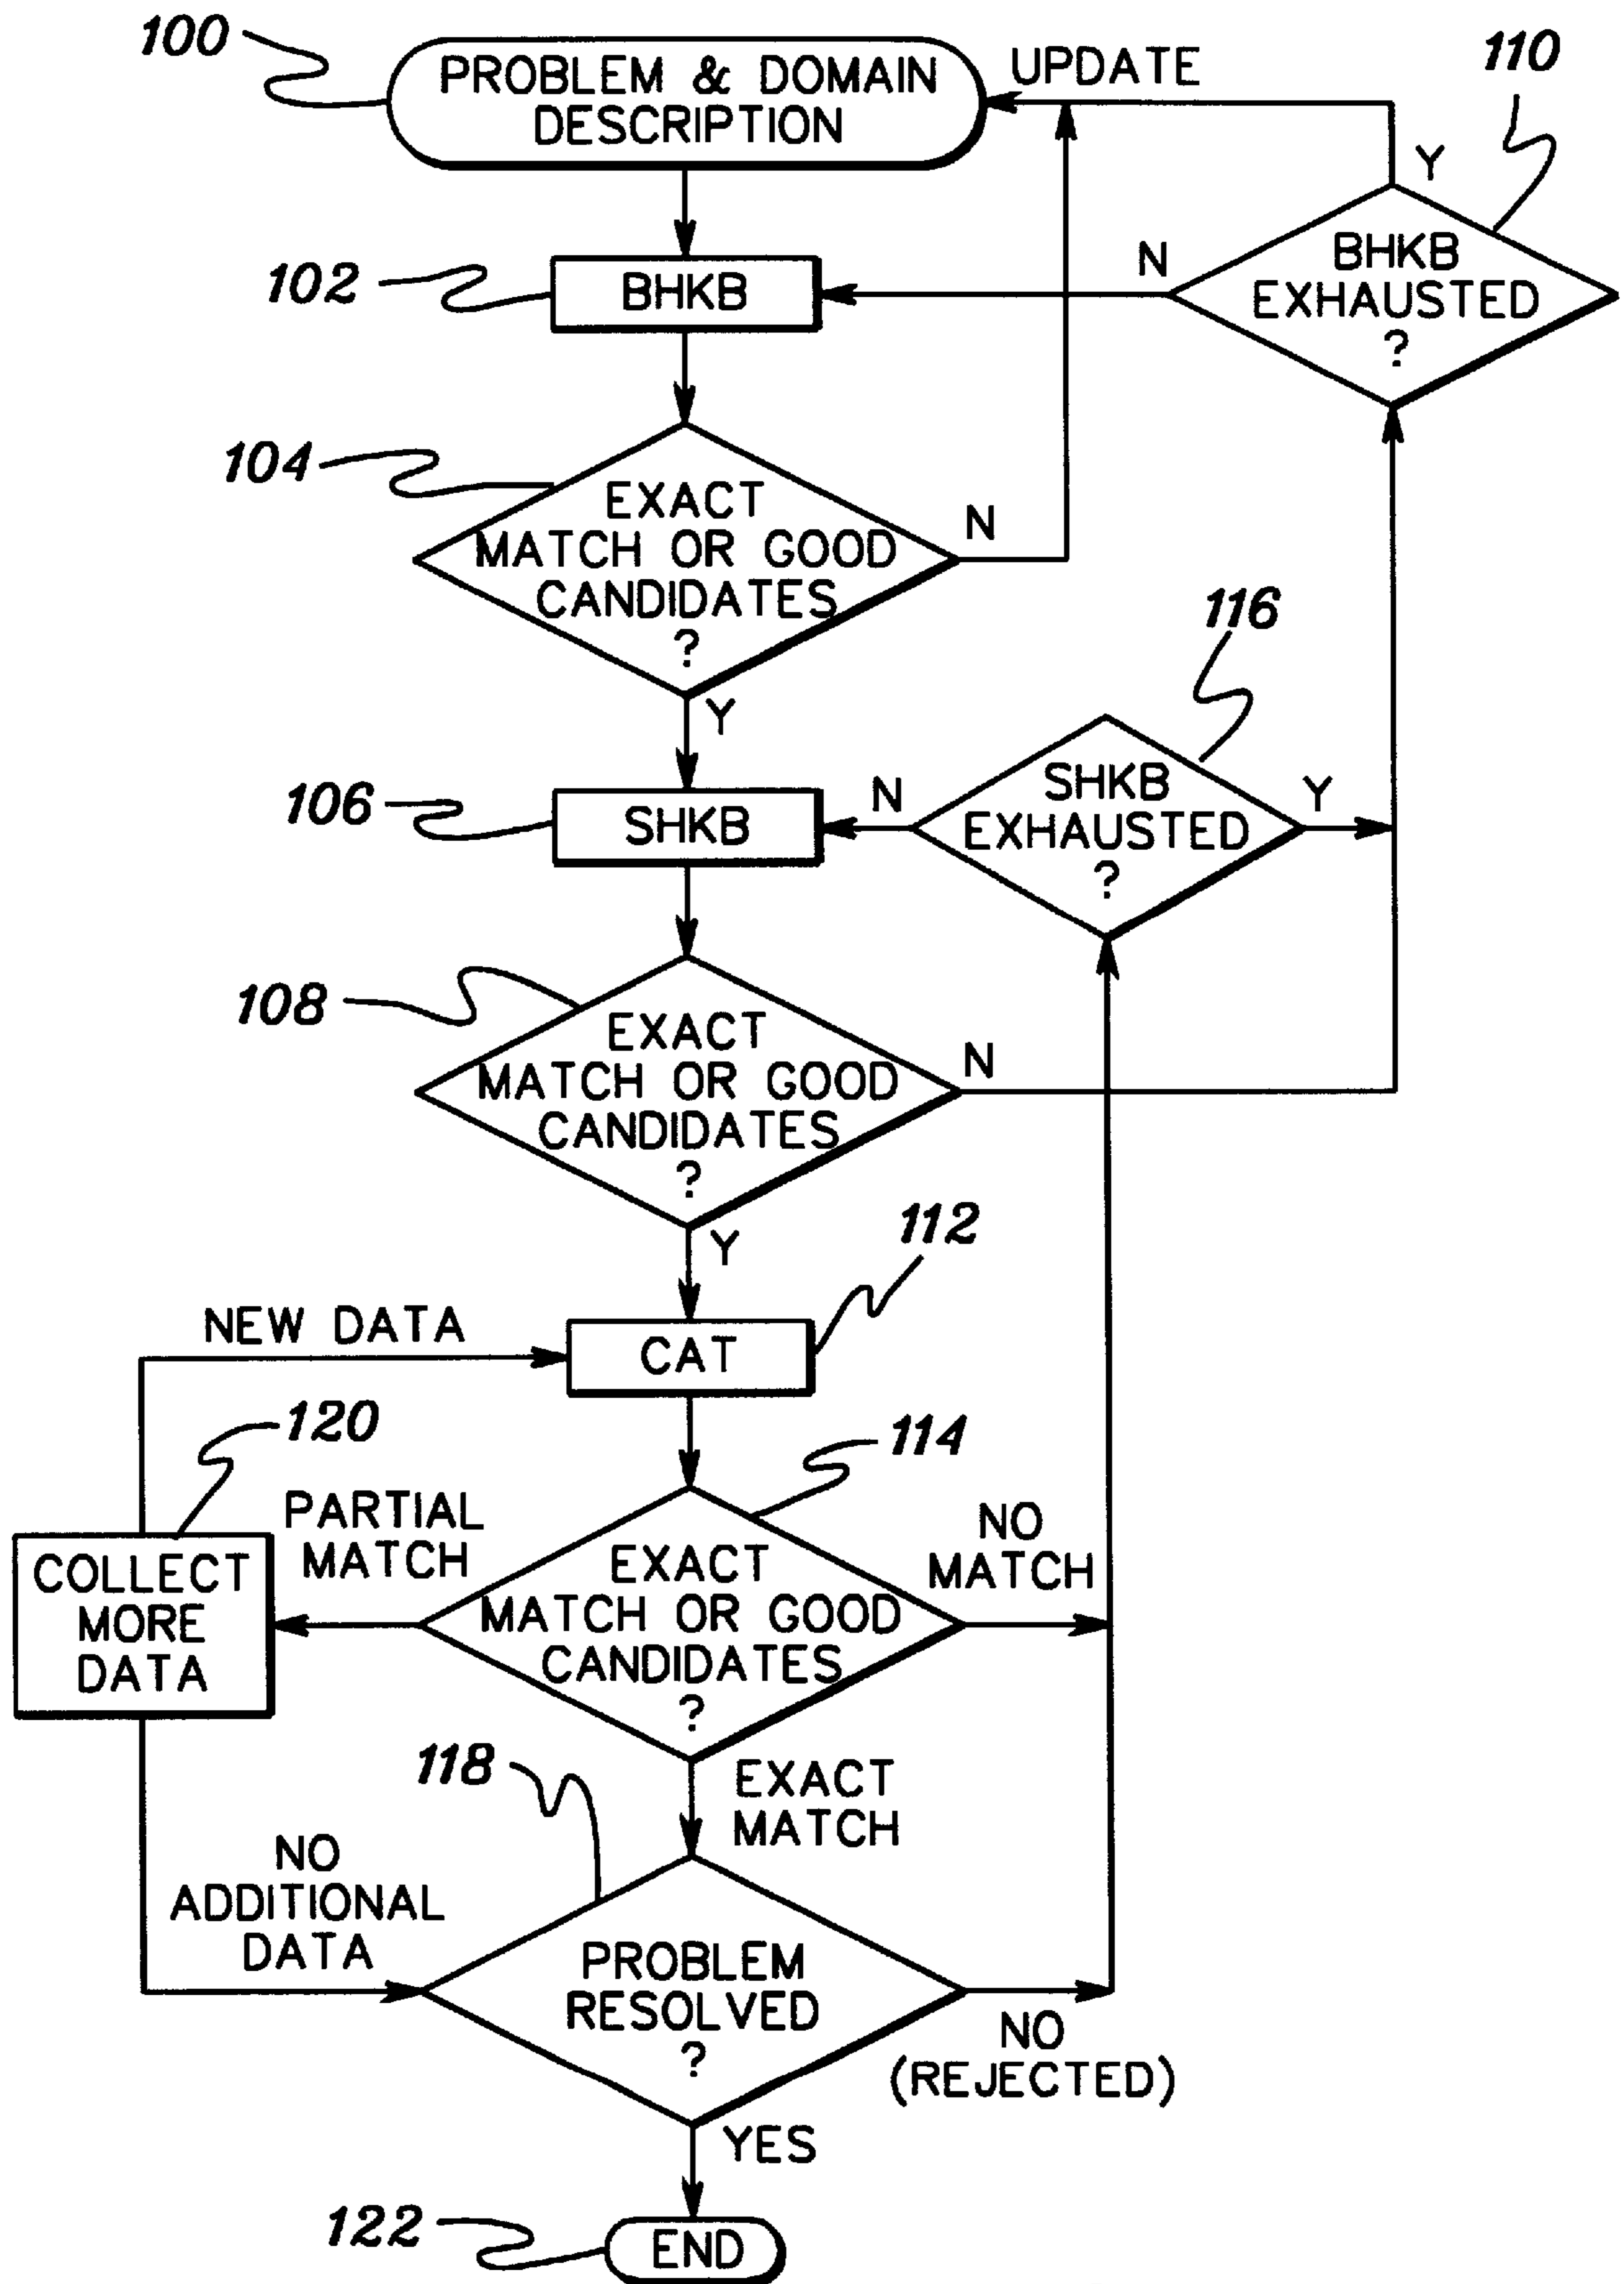 100
PROBLEM & DOMAIN
DESCRIPTION
UPDATE
110
Y
102
BHKB
N
BHKB
EXHAUSTED
?
104
EXACT
MATCH OR GOOD
CANDIDATES
?
N
Y
116
106
SHKB
N
SHKB
EXHAUSTED
?
Y
108
EXACT
MATCH OR GOOD
CANDIDATES
?
N
Y
112
NEW DATA
CAT
120
114
PARTIAL
MATCH
NO
MATCH
COLLECT
MORE
DATA
EXACT
MATCH OR GOOD
CANDIDATES
?
118
EXACT
MATCH
NO
ADDITIONAL
DATA
PROBLEM
RESOLVED
?
NO
(REJECTED)
YES
122
END